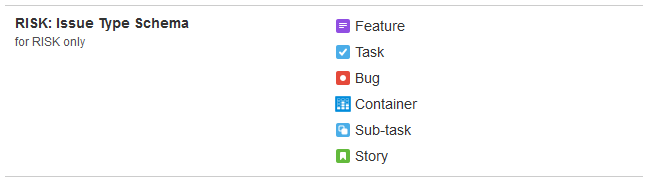 RISK: Issue Type Schema
for RISK only
Feature
Task
Bug
Container
Sub-task
Story